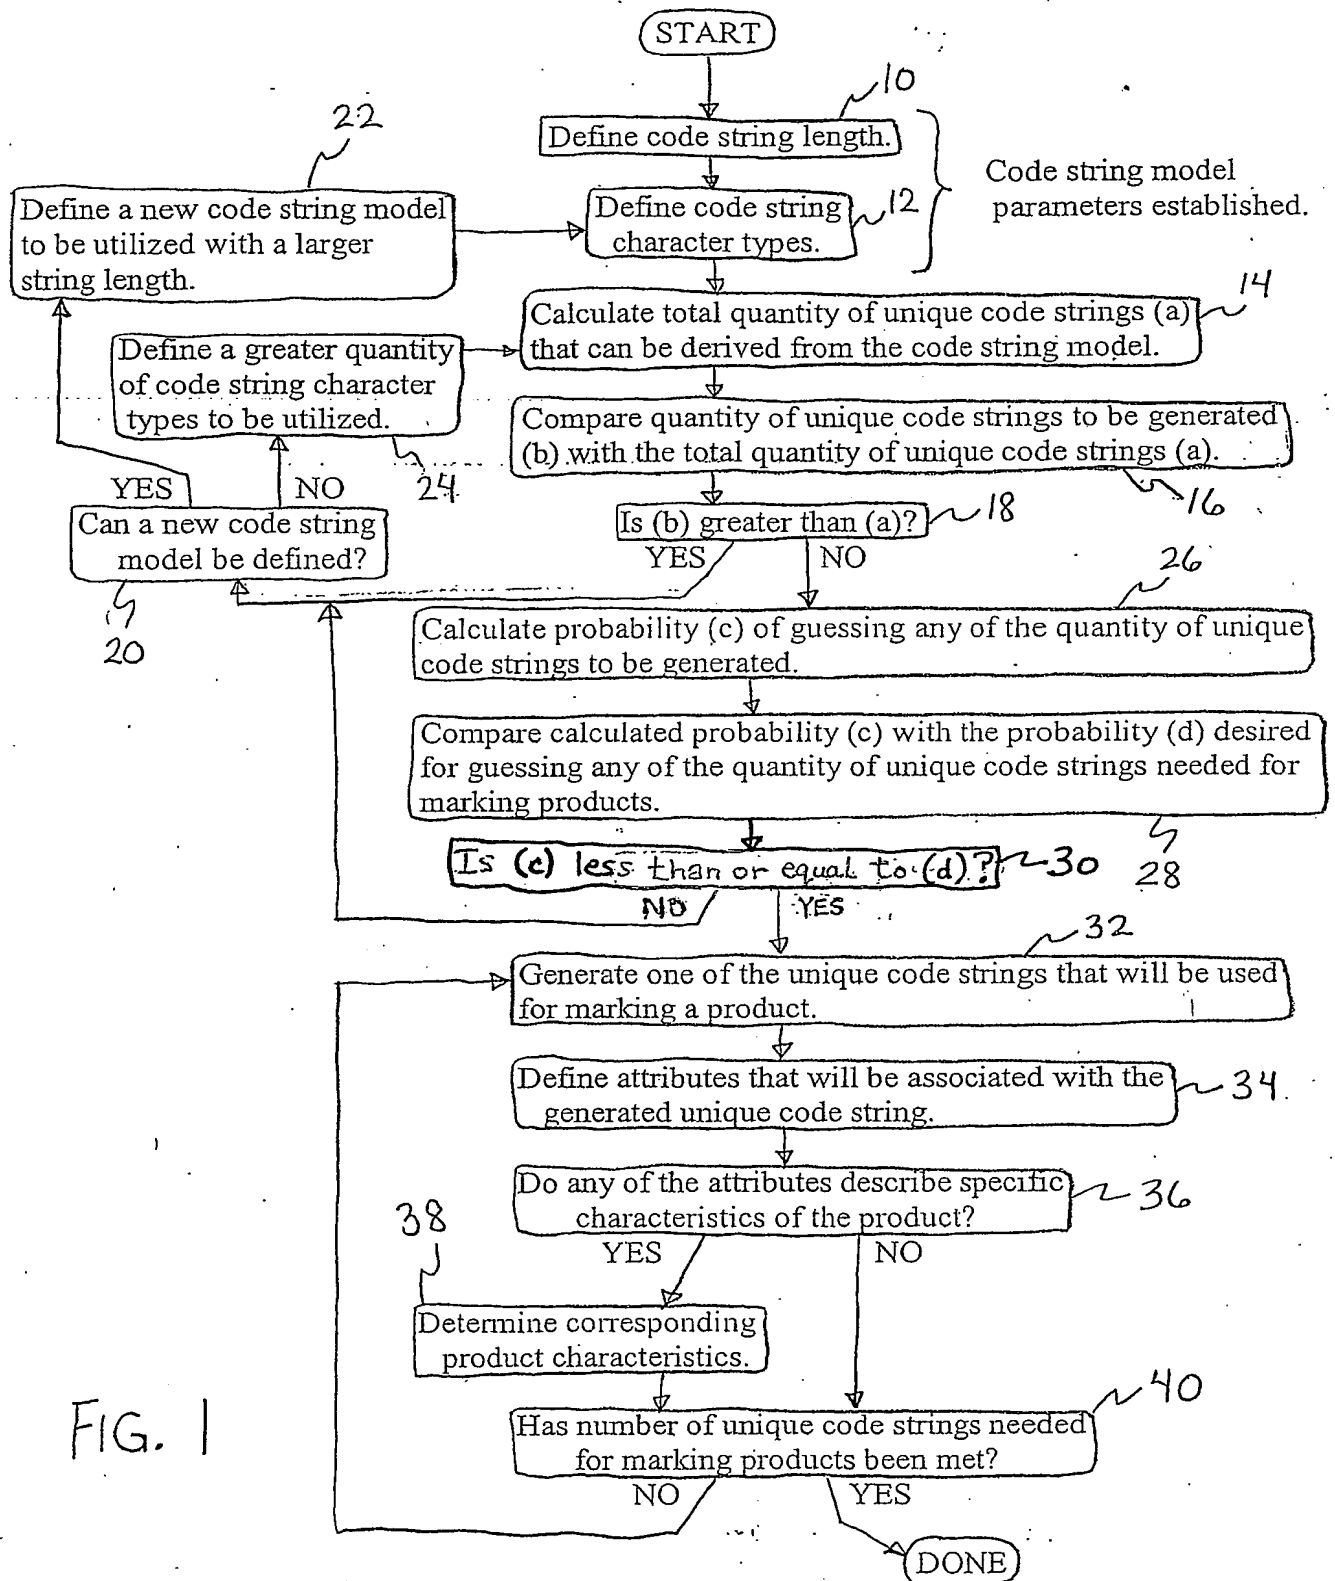 START
10
Define code string length.
22
Code string model
parameters established.
Define a new code string model
to be utilized with a larger
string length.
Define code string
character types.
12
14
Calculate total quantity of unique code strings (a)
that can be derived from the code string model.
Define a greater quantity
of code string character
types to be utilized.
24
Compare quantity of unique code strings to be generated
(b) with the total quantity of unique code strings (a).
16
YES
NO
Is (b) greater than (a)?
18
Can a new code string
model be defined?
20
YES
NO
26
Calculate probability (c) of guessing any of the quantity of unique
code strings to be generated.
Compare calculated probability (c) with the probability (d) desired
for guessing any of the quantity of unique code strings needed for
marking products.
28
Is (c) less than or equal to (d)?
30
NO
YES
32
Generate one of the unique code strings that will be used
for marking a product.
Define attributes that will be associated with the
generated unique code string.
34
Do any of the attributes describe specific
characteristics of the product?
36
38
YES
NO
Determine corresponding
product characteristics.
40
Has number of unique code strings needed
for marking products been met?
NO
YES
DONE
FIG. 1